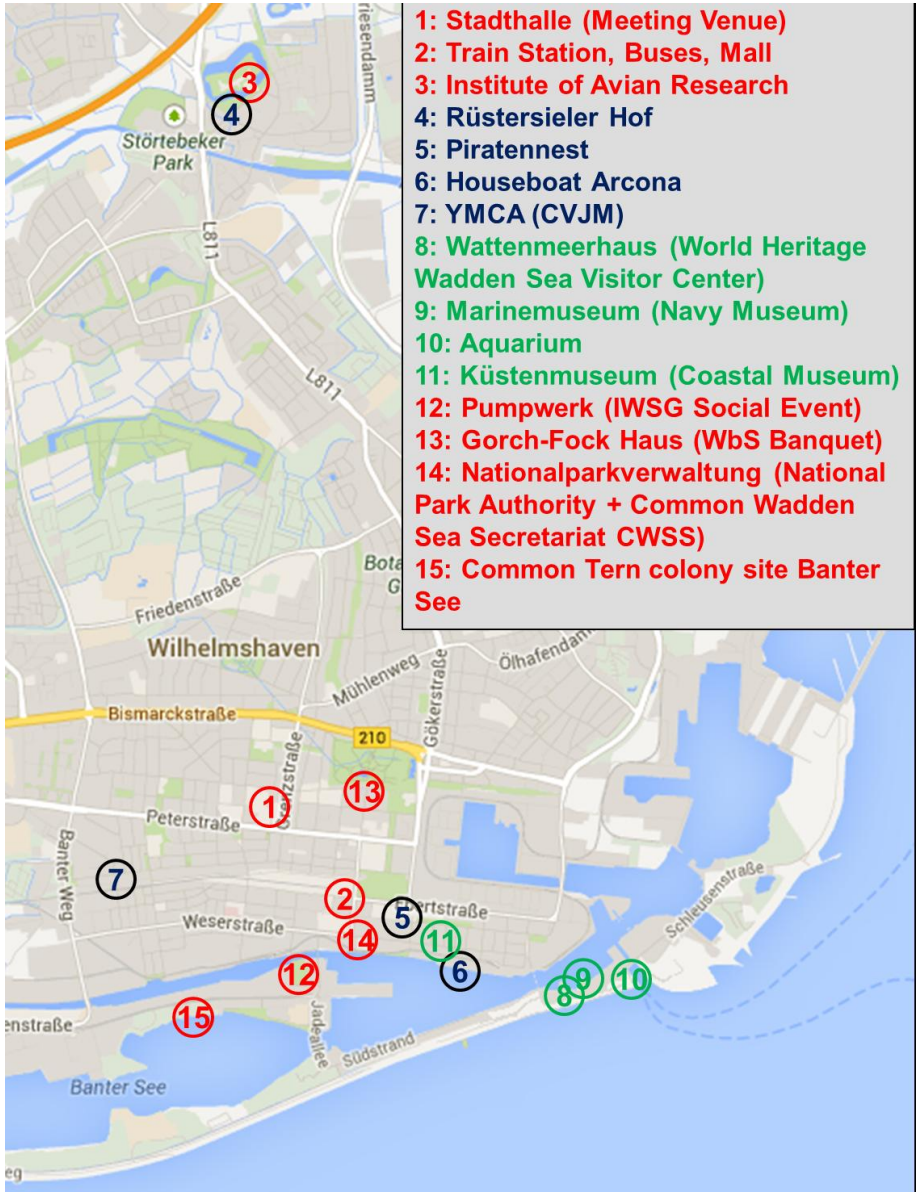 1: Stadthalle (Meeting Venue)
2: Train Station, Buses, Mall
3: Institute of Avian Research
4: Rüstersieler Hof
5: Piratennest
6: Houseboat Arcona
7: YMCA (CVJM)
8: Wattenmeerhaus (World Heritage
Wadden Sea Visitor Center)
9: Marinemuseum (Navy Museum)
10: Aquarium
11: Küstenmuseum (Coastal Museum)
12: Pumpwerk (IWSG Social Event)
13: Gorch-Fock Haus (WbS Banquet)
14: Nationalparkverwaltung (National
Park Authority + Common Wadden
Sea Secretariat CWSS)
15: Common Tern colony site Banter
See
riesendamm
3
4
Störtebeker
Park
L811
L811
Bota
G
Friedenstraße
Wilhelmshaven
Mühlenweg
Ölhafendamm
Gökerstraße
Bismarckstraße
210
Grenzstraße
13
1
Peterstraße
Banter Weg
7
2
5
Ebertstraße
Schleusenstraße
Weserstraße
14
11
12
6
9
10
8
15
enstraße
Jadeallee
Südstrand
Banter See
eg